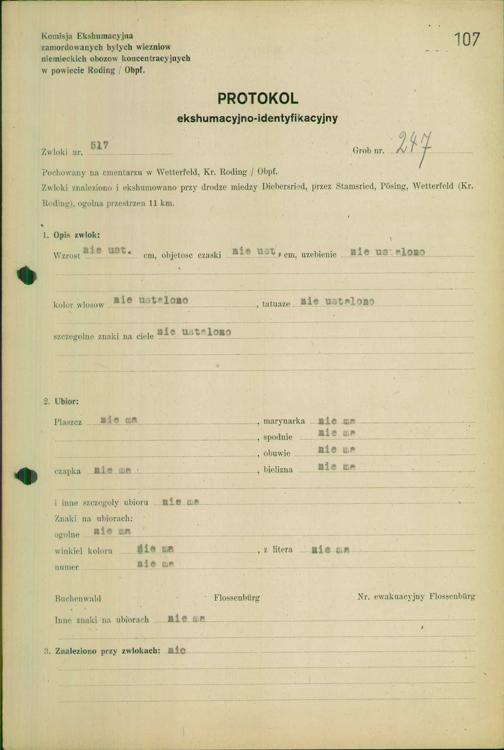 Komisja Ekshumacyjna
zamordowanych byłych wiezniow
niemieckich obozow koncentracyjnych
w powiecie Roding / Obpf.
107
PROTOKOL
ekshumacyjno-identyfikacyjny
Zwloki nr. 517 Grob nr. 247
Pochowany na cmentarzu w Wetterfeld, Kr. Roding / Obpf.
Zwloki znaleziono i ekshumowano przy drodze miedzy Diebersried, przez Stamsried, Pösing, Wetterfeld (Kr.
Roding), ogolna przestrzen 11 km.
1. Opis zwlok:
Wzrost nie ust. cm, objetosc czaski nie ust, cm, uzebienie nie ustalono
kolor wlosow nie ustalono , tatuaze nie ustalono
szczegolne znaki na ciele nie ustalono
2. Ubior:
Plaszcz nie ma , marynarka nie ma
, spodnie nie ma
, obuwie nie ma
czapka nie ma , bielizna nie ma
i inne szczegoly ubioru nie ma
Znaki na ubiorach:
ogolne nie ma
winkiel koloru nie ma , z litera nie ma
numer nie ma
Buchenwald Flossenbürg Nr. ewakuacyjny Flossenbürg
Inne znaki na ubiorach nie ma
3. Znaleziono przy zwlokach: nic